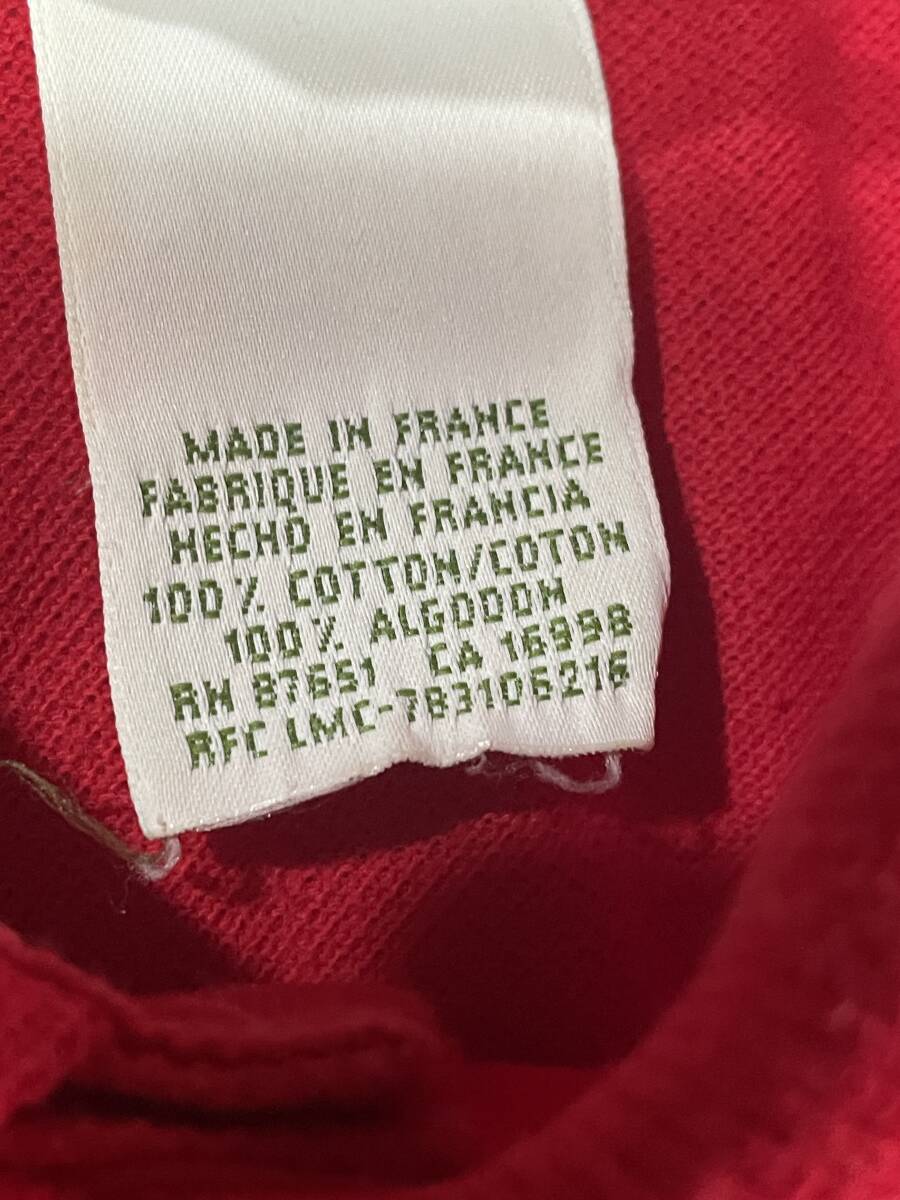 MADE IN FRANCE
FABRIQUE EN FRANCE
HECHO EN FRANCIA
100% COTTON/COTON
100% ALGODON
RN 87651 CA 16998
RFC LMC-783106216